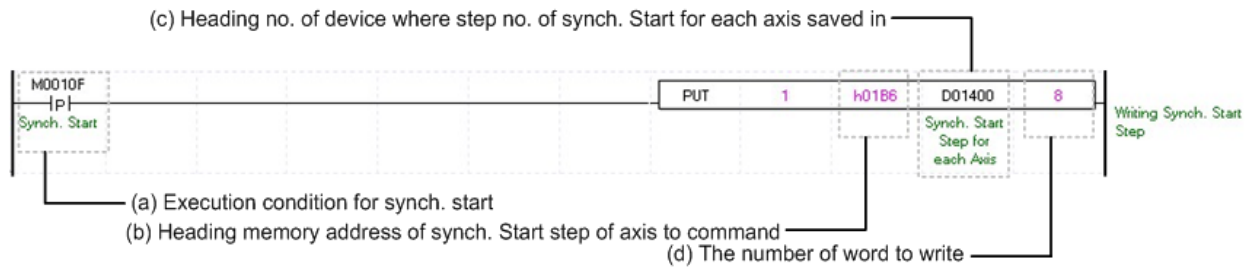 (c) Heading no. of device where step no. of synch. Start for each axis saved in
M0010F
P
Synch. Start
PUT 1 h01B6 D01400 8
Synch. Start
Step for
each Axis
Writing Synch. Start
Step
(a) Execution condition for synch. start
(b) Heading memory address of synch. Start step of axis to command
(d) The number of word to write